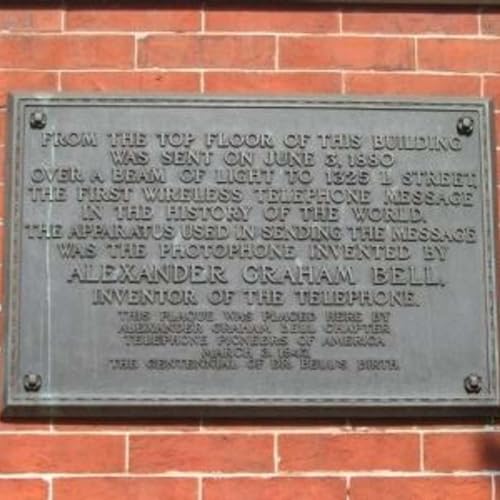 FROM THE TOP FLOOR OF THIS BUILDING
WAS SENT ON JUNE 3, 1880
OVER A BEAM OF LIGHT TO 1325 L STREET,
THE FIRST WIRELESS TELEPHONE MESSAGE
IN THE HISTORY OF THE WORLD.
THE APPARATUS USED IN SENDING THE MESSAGE
WAS THE PHOTOPHONE INVENTED BY
ALEXANDER GRAHAM BELL,
INVENTOR OF THE TELEPHONE.
THIS PLAQUE WAS PLACED HERE BY
ALEXANDER GRAHAM BELL CHAPTER
TELEPHONE PIONEERS OF AMERICA
MARCH 3, 1947,
THE CENTENNIAL OF DR. BELL'S BIRTH